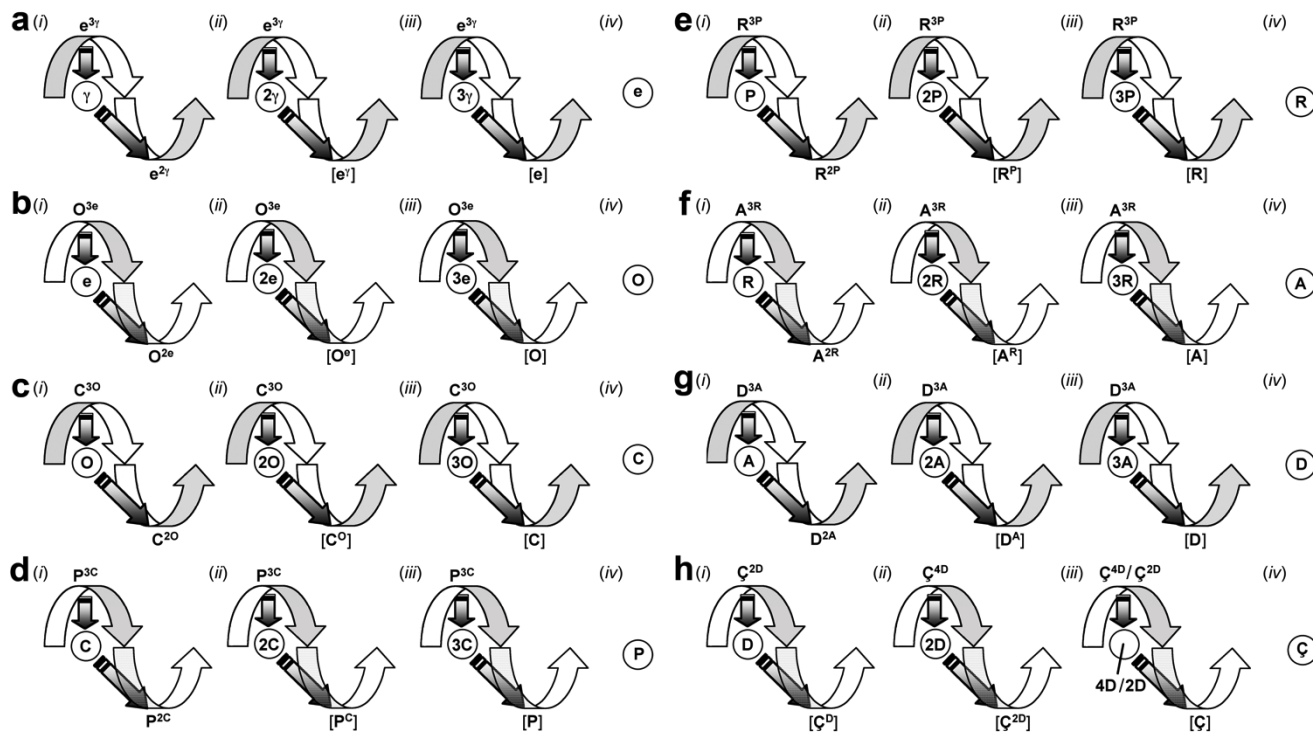 a (i) e³ᵞ (ii) e³ᵞ (iii) e³ᵞ (iv)
γ 2γ 3γ e
e²ᵞ [eᵞ] [e]
b (i) O³ᵉ (ii) O³ᵉ (iii) O³ᵉ (iv)
e 2e 3e O
O²ᵉ [Oᵉ] [O]
c (i) C³ᴼ (ii) C³ᴼ (iii) C³ᴼ (iv)
O 2O 3O C
C²ᴼ [Cᴼ] [C]
d (i) P³ᶜ (ii) P³ᶜ (iii) P³ᶜ (iv)
C 2C 3C P
P²ᶜ [Pᶜ] [P]
e (i) R³ᴾ (ii) R³ᴾ (iii) R³ᴾ (iv)
P 2P 3P R
R²ᴾ [Rᴾ] [R]
f (i) A³ᴿ (ii) A³ᴿ (iii) A³ᴿ (iv)
R 2R 3R A
A²ᴿ [Aᴿ] [A]
g (i) D³ᴬ (ii) D³ᴬ (iii) D³ᴬ (iv)
A 2A 3A D
D²ᴬ [Dᴬ] [D]
h (i) Ç²ᴰ (ii) Ç⁴ᴰ (iii) Ç⁴ᴰ/Ç²ᴰ (iv)
D 2D 4D/2D Ç
[Çᴰ] [Ç²ᴰ] [Ç]